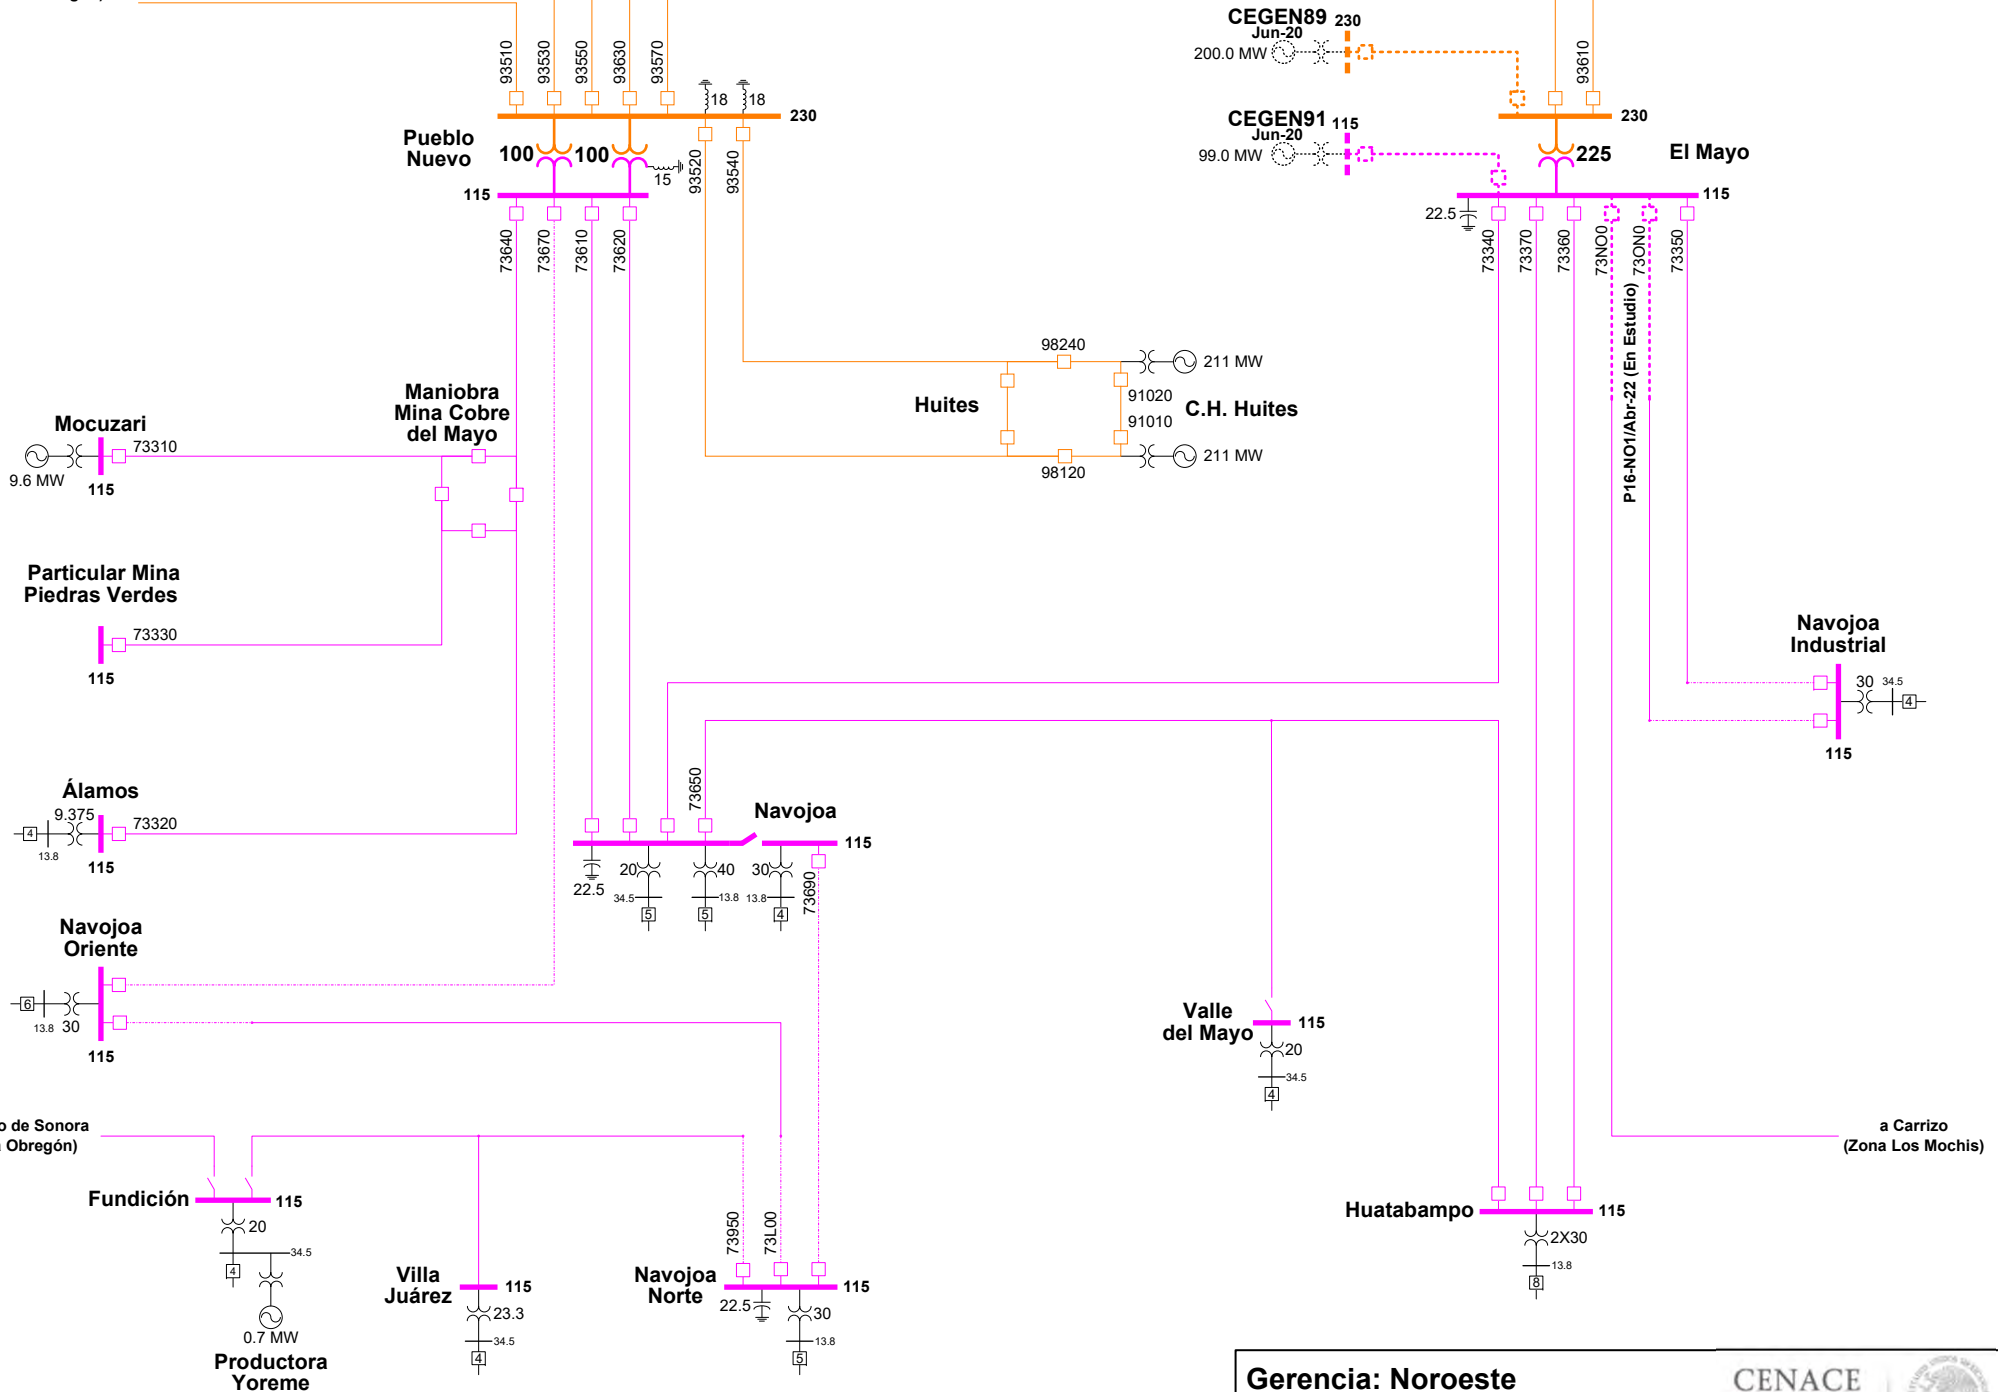 CEGEN89 230
Jun-20
200.0 MW
93510
93530
93550
93630
93570
93610
18
18
230
230
Pueblo
Nuevo
100
100
15
93520
93540
115
CEGEN91 115
Jun-20
99.0 MW
225
El Mayo
115
22.5
73640
73670
73610
73620
73340
73370
73360
73NO0
73ON0
73350
P16-NO1/Abr-22 (En Estudio)
98240
211 MW
91020
Huites
C.H. Huites
91010
211 MW
98120
Maniobra
Mina Cobre
del Mayo
Mocuzari
73310
9.6 MW
115
Particular Mina
Piedras Verdes
73330
115
Navojoa
Industrial
30
34.5
4
115
Álamos
9.375
73320
4
13.8
115
73650
Navojoa
115
22.5
20
34.5
5
40
13.8
5
30
13.8
4
73690
Navojoa
Oriente
6
13.8
30
115
Valle
del Mayo
115
20
34.5
4
o de Sonora
Obregón)
a Carrizo
(Zona Los Mochis)
Fundición
115
20
34.5
4
0.7 MW
Productora
Yoreme
Villa
Juárez
115
23.3
34.5
4
73950
73L00
Navojoa
Norte
115
22.5
30
13.8
5
Huatabampo
115
2X30
13.8
8
Gerencia: Noroeste
CENACE